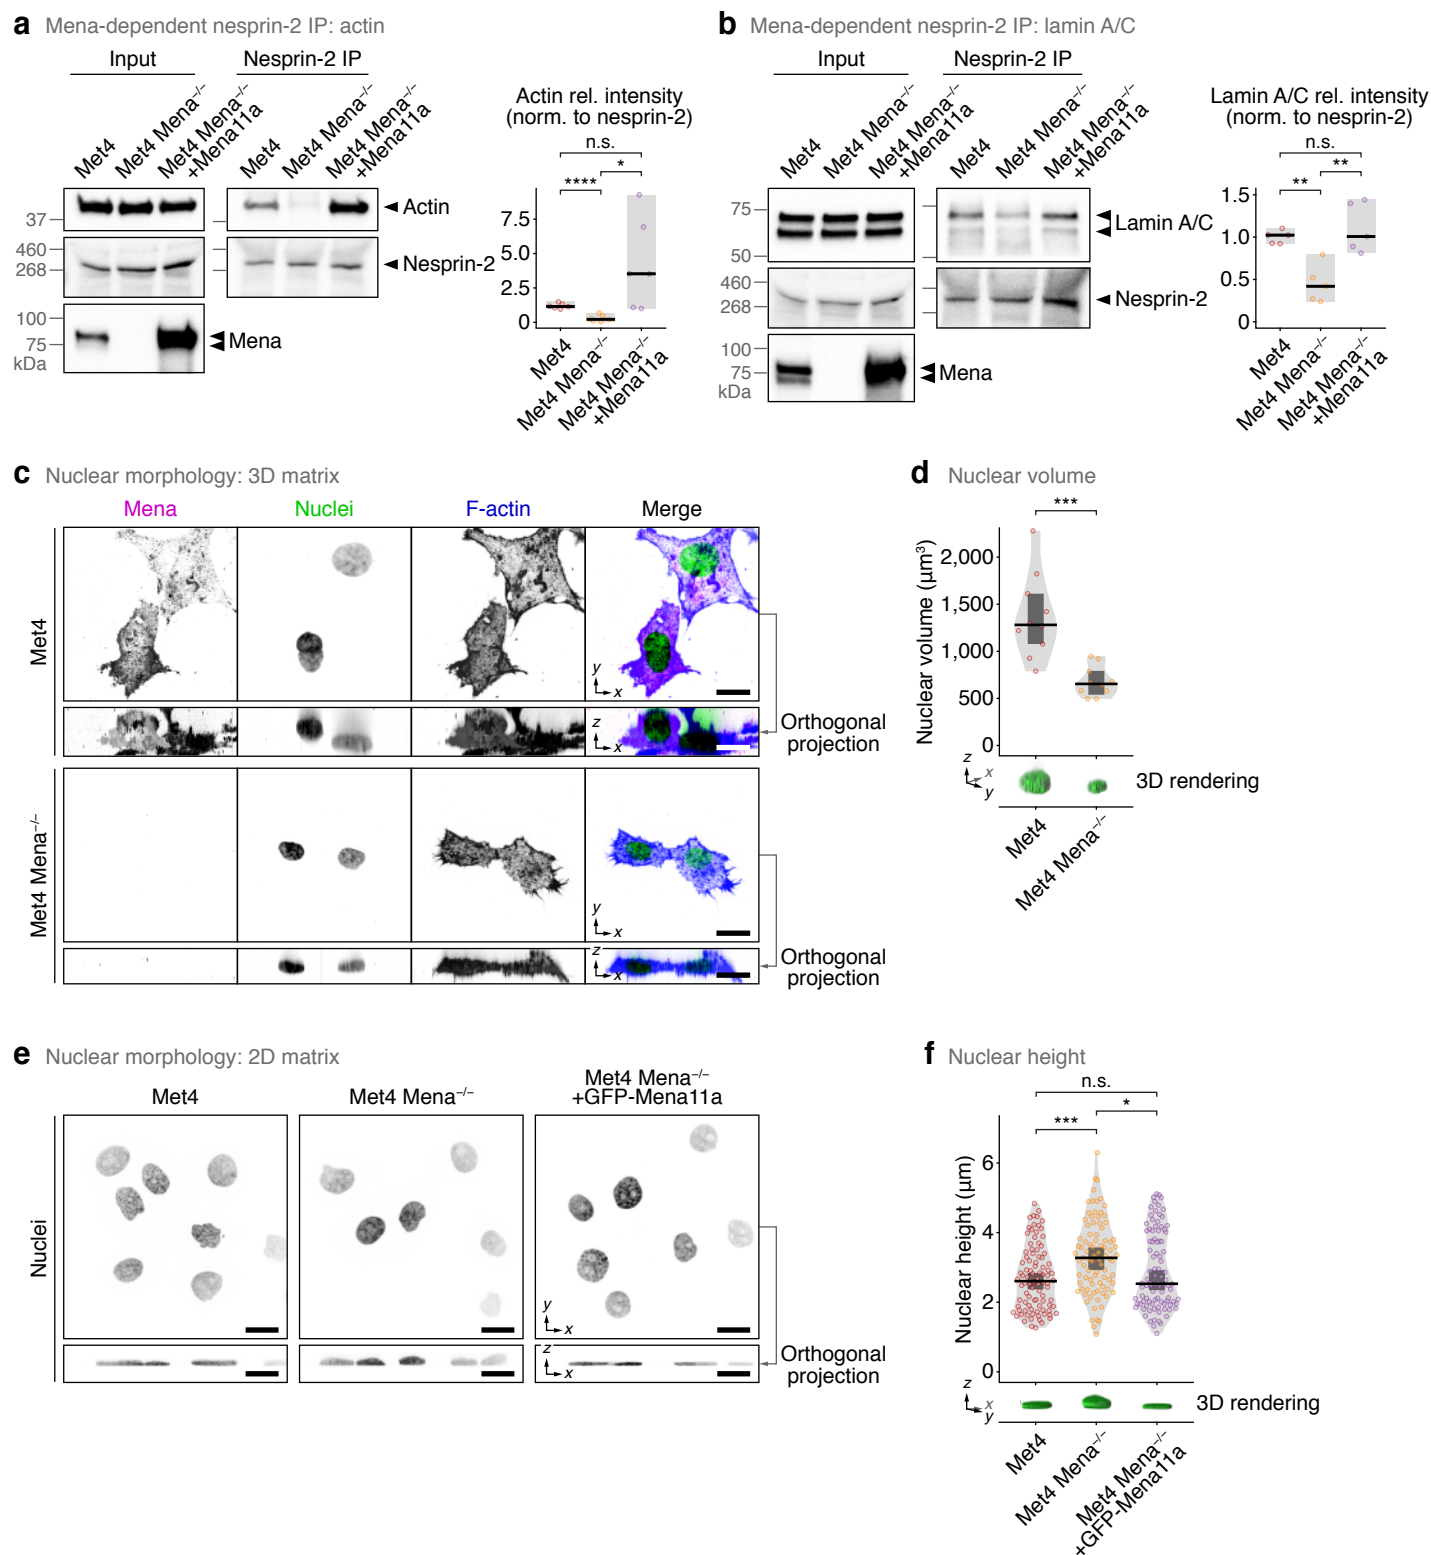 a Mena-dependent nesprin-2 IP: actin
Input
Nesprin-2 IP
Met4
Met4 Mena⁻/⁻
Met4 Mena⁻/⁻
+Mena11a
Met4
Met4 Mena⁻/⁻
Met4 Mena⁻/⁻
+Mena11a
37
Actin
460
268
Nesprin-2
100
75
kDa
Mena
Actin rel. intensity
(norm. to nesprin-2)
n.s.
*
****
7.5
5.0
2.5
0
Met4
Met4 Mena⁻/⁻
Met4 Mena⁻/⁻
+Mena11a
b Mena-dependent nesprin-2 IP: lamin A/C
Input
Nesprin-2 IP
Met4
Met4 Mena⁻/⁻
Met4 Mena⁻/⁻
+Mena11a
Met4
Met4 Mena⁻/⁻
Met4 Mena⁻/⁻
+Mena11a
75
50
Lamin A/C
460
268
Nesprin-2
100
75
kDa
Mena
Lamin A/C rel. intensity
(norm. to nesprin-2)
n.s.
**
**
1.5
1.0
0.5
0
Met4
Met4 Mena⁻/⁻
Met4 Mena⁻/⁻
+Mena11a
c Nuclear morphology: 3D matrix
Mena
Nuclei
F-actin
Merge
Met4
y
x
z
x
Orthogonal
projection
Met4 Mena⁻/⁻
y
x
z
x
Orthogonal
projection
d Nuclear volume
***
Nuclear volume (µm³)
2,000
1,500
1,000
500
0
z
x
y
3D rendering
Met4
Met4 Mena⁻/⁻
e Nuclear morphology: 2D matrix
Met4
Met4 Mena⁻/⁻
Met4 Mena⁻/⁻
+GFP-Mena11a
Nuclei
y
x
z
x
Orthogonal
projection
f Nuclear height
n.s.
*
***
Nuclear height (µm)
6
4
2
0
z
x
y
3D rendering
Met4
Met4 Mena⁻/⁻
Met4 Mena⁻/⁻
+GFP-Mena11a